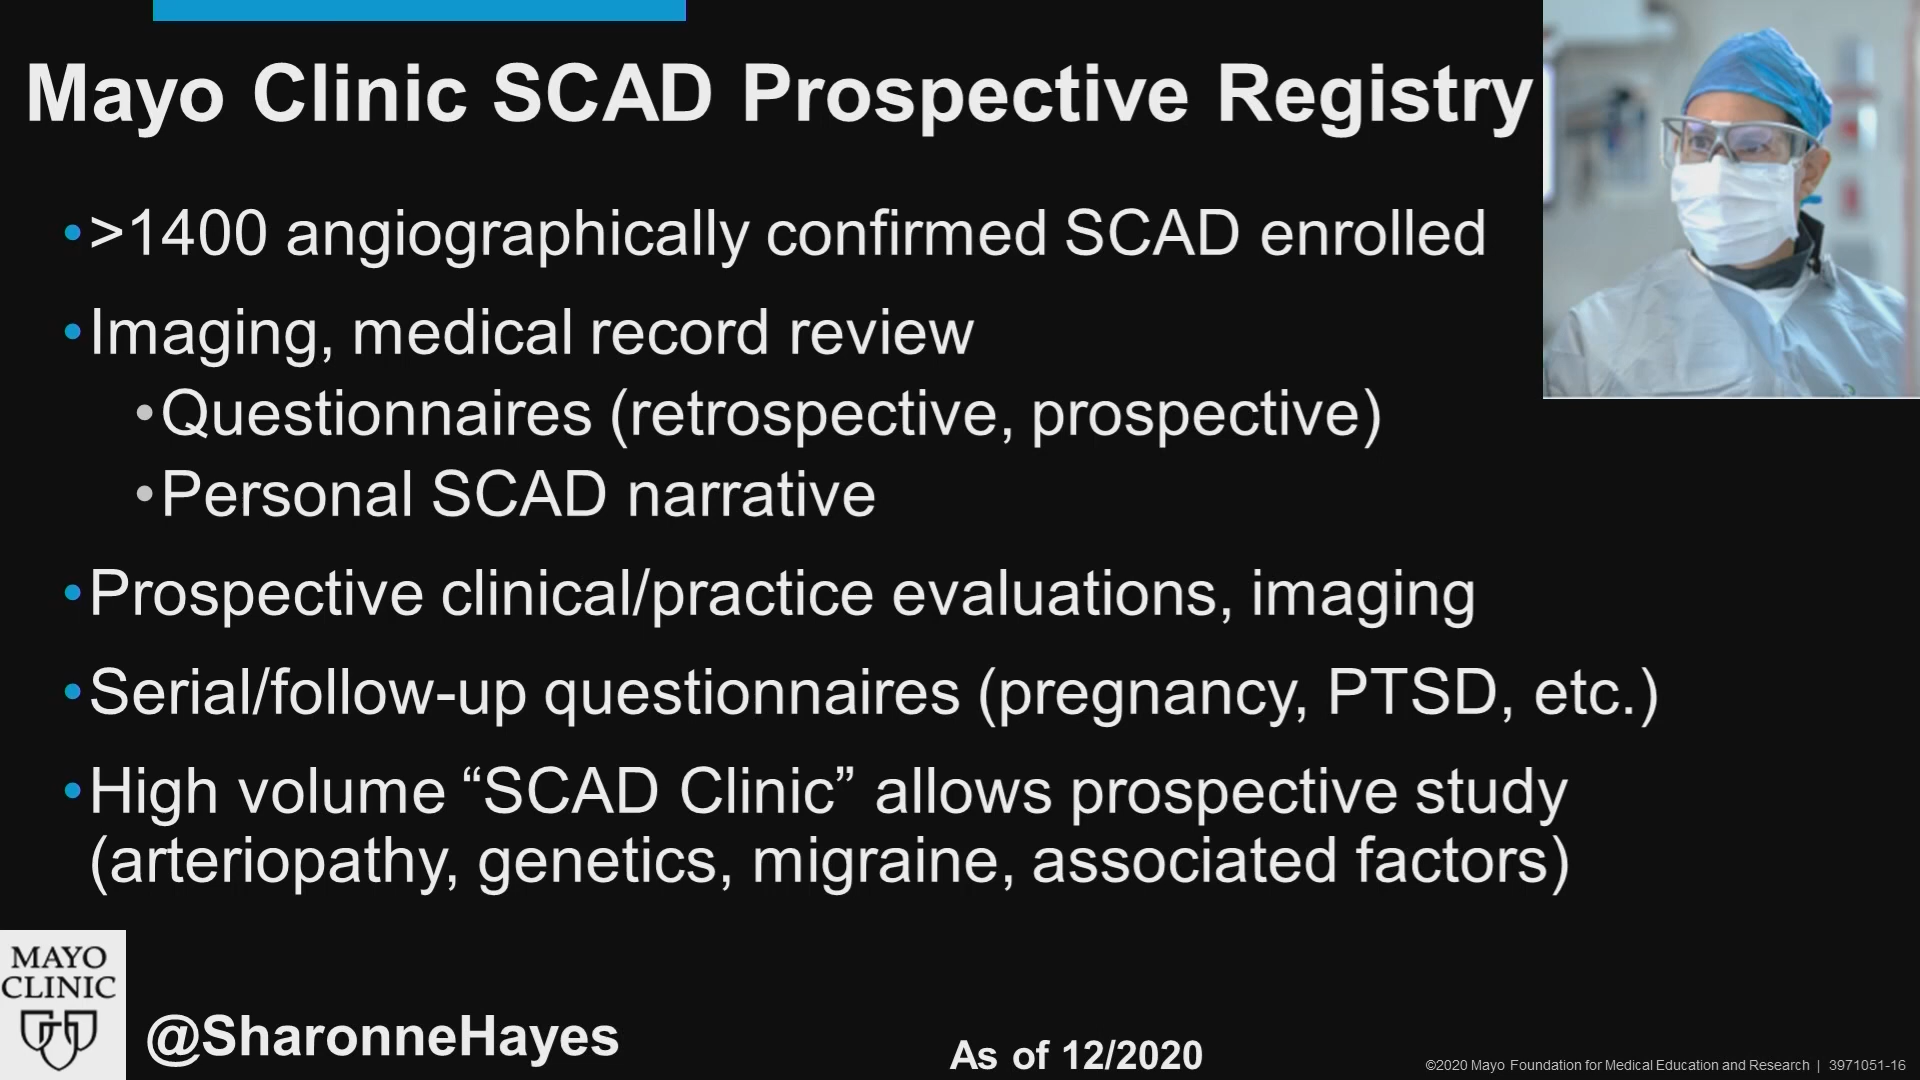 Mayo Clinic SCAD Prospective Registry
•>1400 angiographically confirmed SCAD enrolled
•Imaging, medical record review
•Questionnaires (retrospective, prospective)
•Personal SCAD narrative
•Prospective clinical/practice evaluations, imaging
•Serial/follow-up questionnaires (pregnancy, PTSD, etc.)
•High volume “SCAD Clinic” allows prospective study
(arteriopathy, genetics, migraine, associated factors)
MAYO
CLINIC
@SharonneHayes
As of 12/2020
©2020 Mayo Foundation for Medical Education and Research | 3971051-16